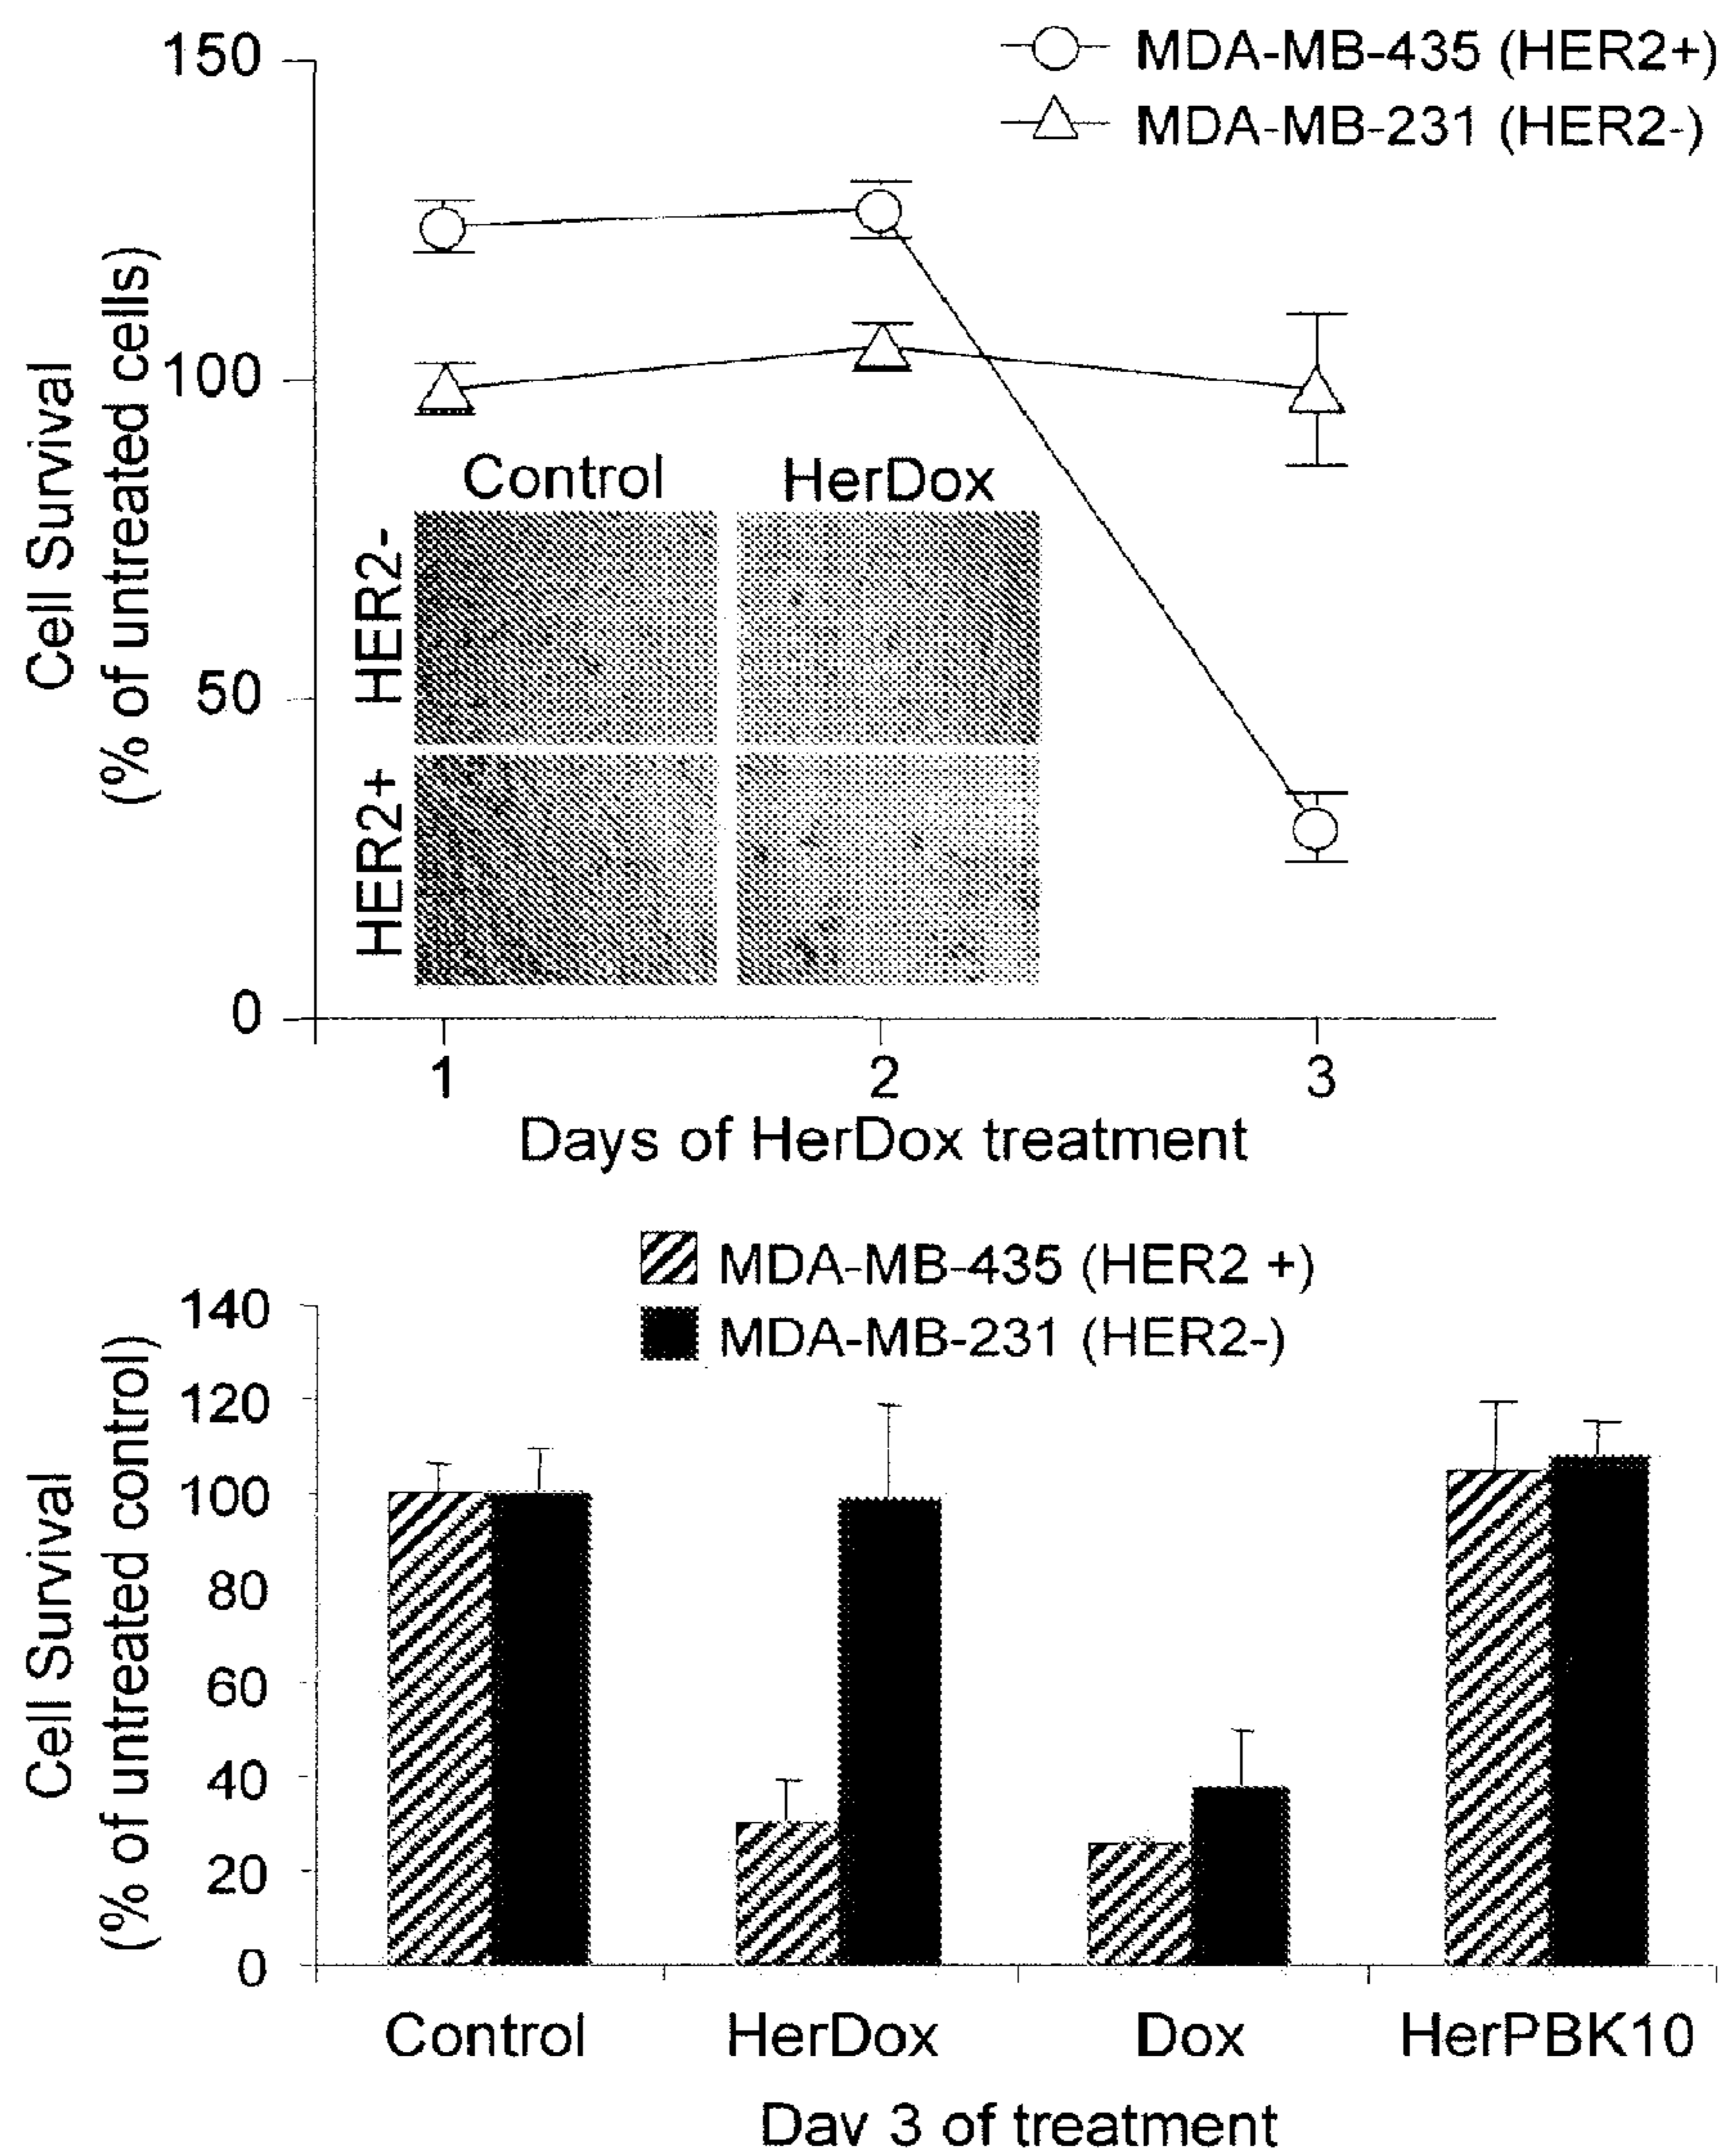 MDA-MB-435 (HER2+)
MDA-MB-231 (HER2-)
Cell Survival
(% of untreated cells)
150
100
50
0
Control HerDox
HER2-
HER2+
1 2 3
Days of HerDox treatment
MDA-MB-435 (HER2 +)
MDA-MB-231 (HER2-)
Cell Survival
(% of untreated control)
140
120
100
80
60
40
20
0
Control HerDox Dox HerPBK10
Day 3 of treatment